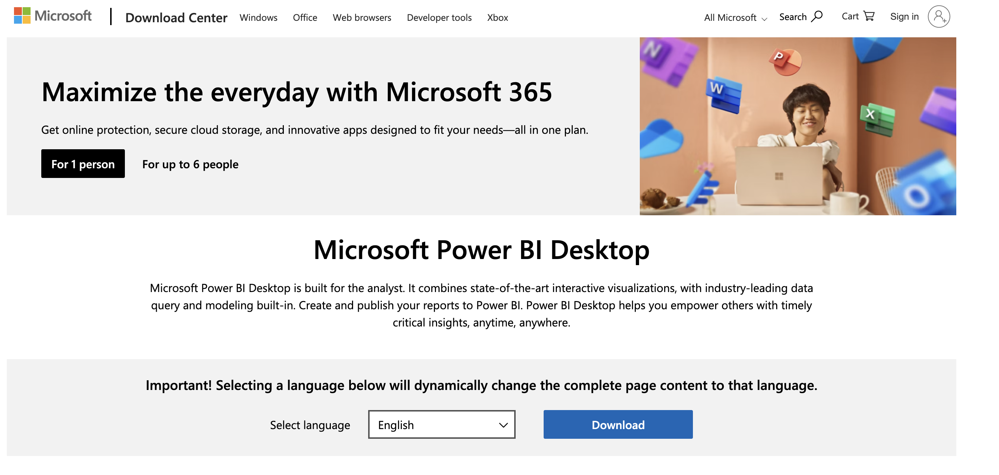 Microsoft
Download Center
Windows
Office
Web browsers
Developer tools
Xbox
All Microsoft
Search
Cart
Sign in
Maximize the everyday with Microsoft 365
Get online protection, secure cloud storage, and innovative apps designed to fit your needs—all in one plan.
For 1 person
For up to 6 people
N
P
W
X
O
Microsoft Power BI Desktop
Microsoft Power BI Desktop is built for the analyst. It combines state-of-the-art interactive visualizations, with industry-leading data
query and modeling built-in. Create and publish your reports to Power BI. Power BI Desktop helps you empower others with timely
critical insights, anytime, anywhere.
Important! Selecting a language below will dynamically change the complete page content to that language.
Select language
English
Download